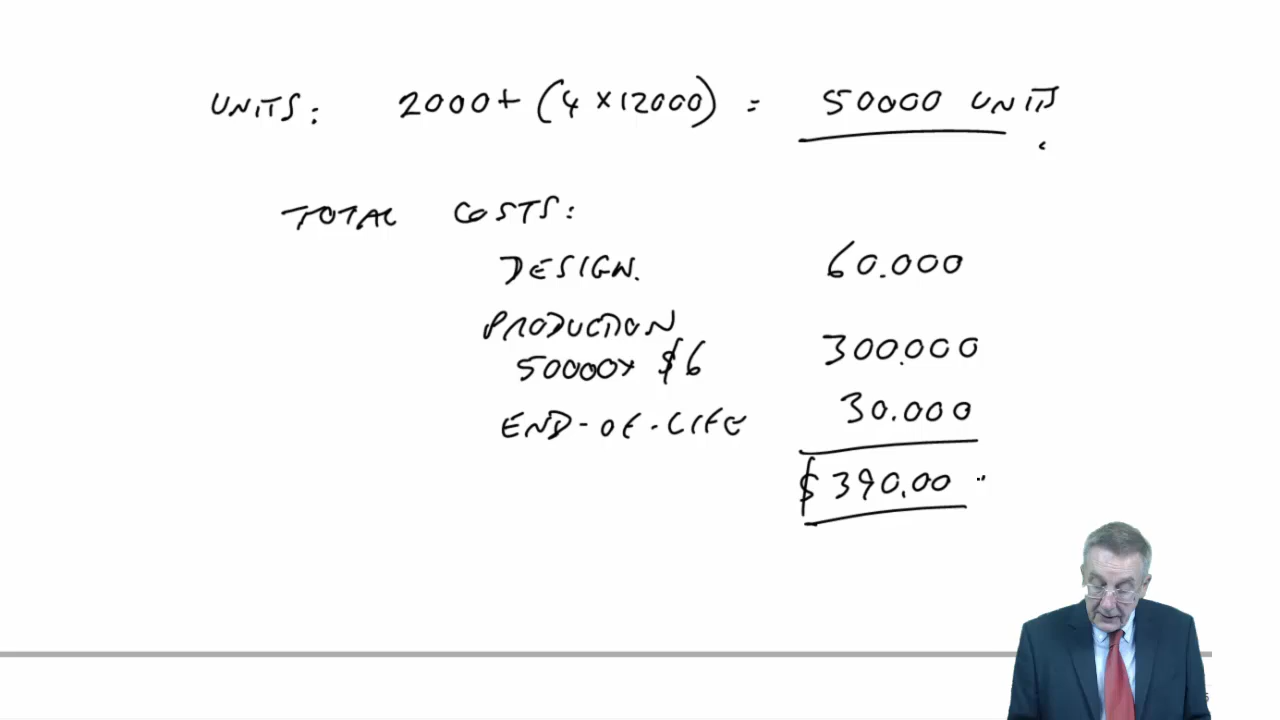 UNITS: 2000 + (4 × 12000) = 50000 UNITS
TOTAL COSTS:
DESIGN. 60.000
PRODUCTION
50000 × $6 300.000
END-OF-LIFE 30.000
$390.00